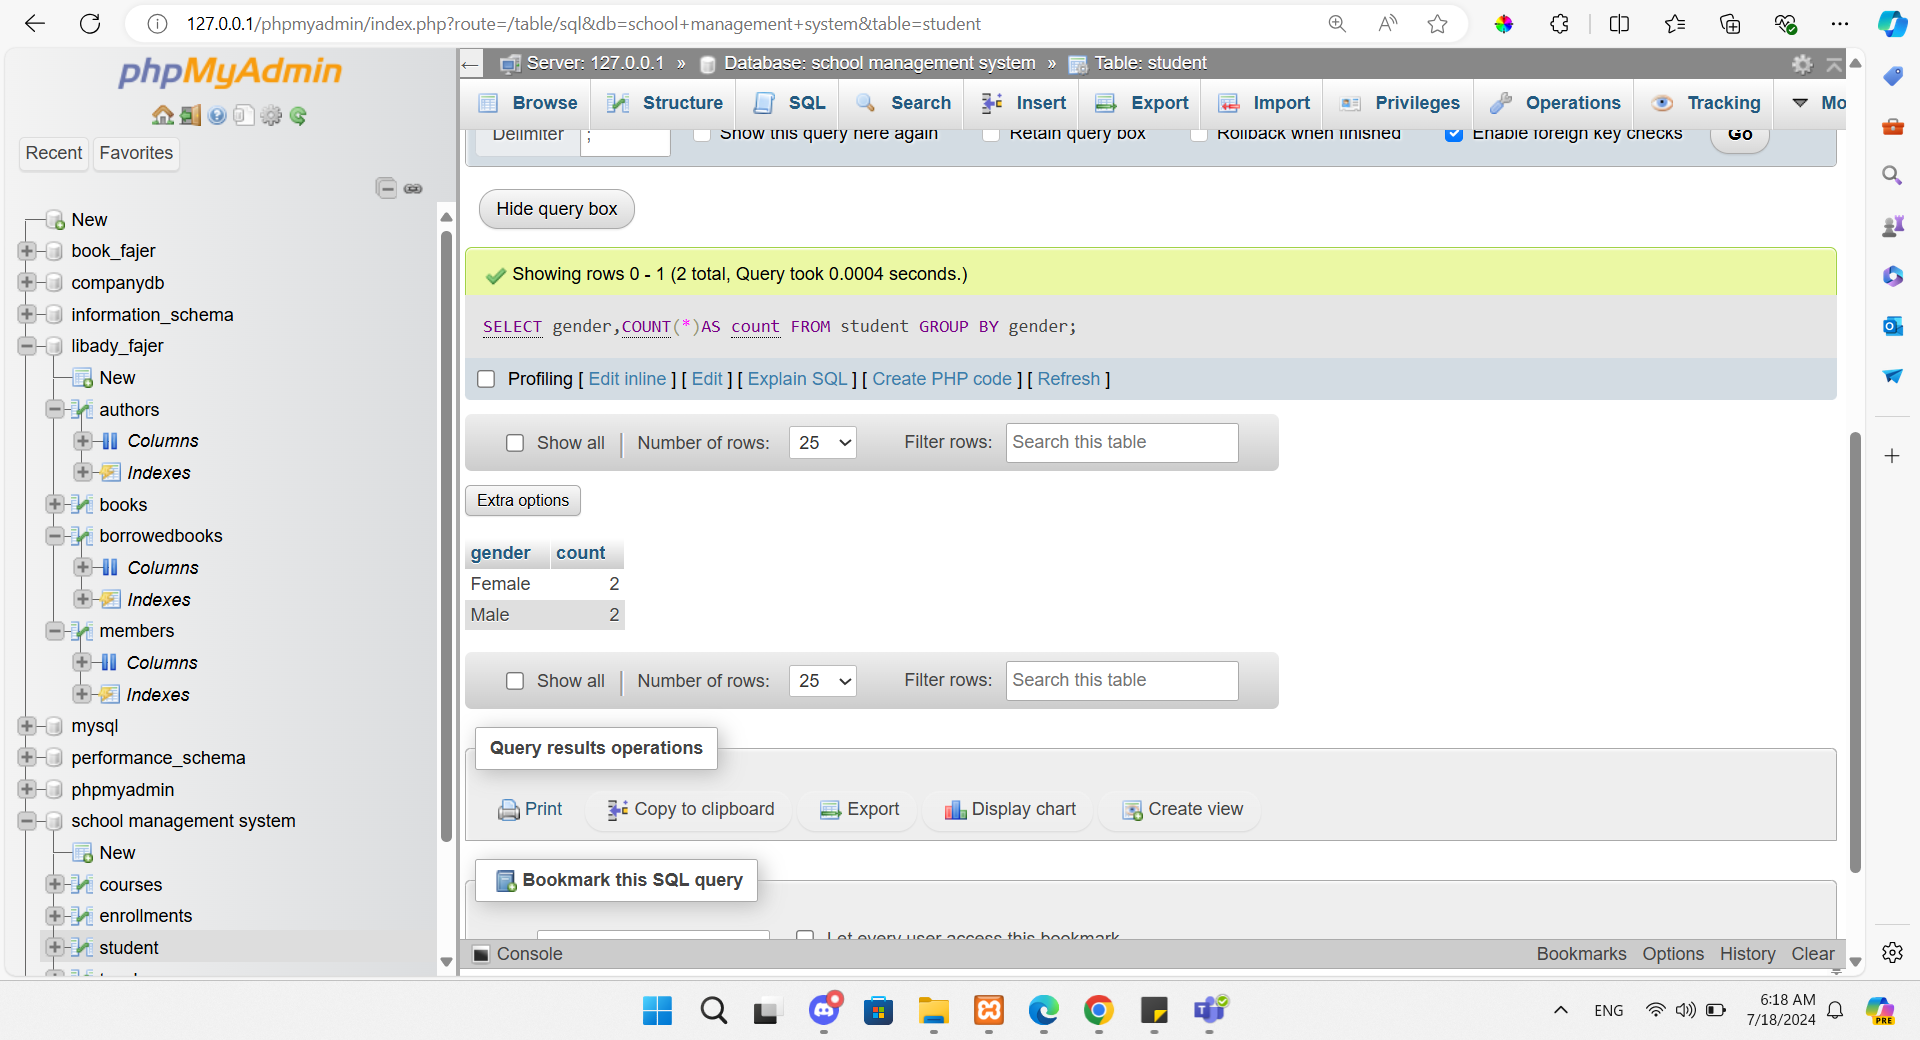 127.0.0.1/phpmyadmin/index.php?route=/table/sql&db=school+management+system&table=student
phpMyAdmin
Recent Favorites
New
book_fajer
companydb
information_schema
libady_fajer
New
authors
Columns
Indexes
books
borrowedbooks
Columns
Indexes
members
Columns
Indexes
mysql
performance_schema
phpmyadmin
school management system
New
courses
enrollments
student
Server: 127.0.0.1 » Database: school management system » Table: student
Browse Structure SQL Search Insert Export Import Privileges Operations Tracking Mo
Delimiter ; Show this query here again Retain query box Rollback when finished Enable foreign key checks Go
Hide query box
Showing rows 0 - 1 (2 total, Query took 0.0004 seconds.)
SELECT gender,COUNT(*)AS count FROM student GROUP BY gender;
Profiling [ Edit inline ] [ Edit ] [ Explain SQL ] [ Create PHP code ] [ Refresh ]
Show all | Number of rows: 25 Filter rows: Search this table
Extra options
gender count
Female 2
Male 2
Show all | Number of rows: 25 Filter rows: Search this table
Query results operations
Print Copy to clipboard Export Display chart Create view
Bookmark this SQL query
Let every user access this bookmark
Console Bookmarks Options History Clear
ENG
6:18 AM
7/18/2024
PRE